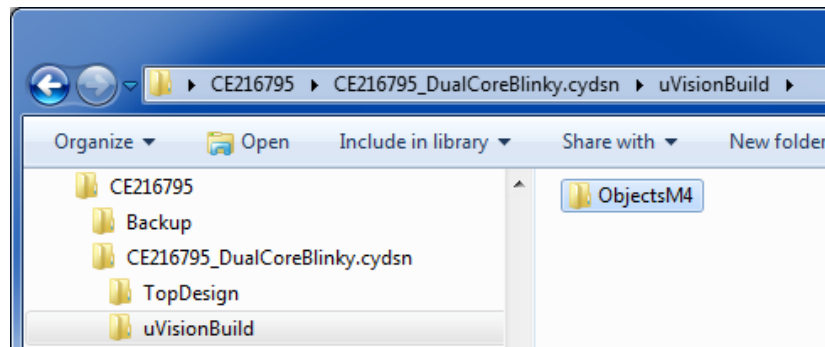 CE216795 CE216795_DualCoreBlinky.cydsn uVisionBuild
Organize Open Include in library Share with New folder
CE216795
Backup
CE216795_DualCoreBlinky.cydsn
TopDesign
uVisionBuild
ObjectsM4